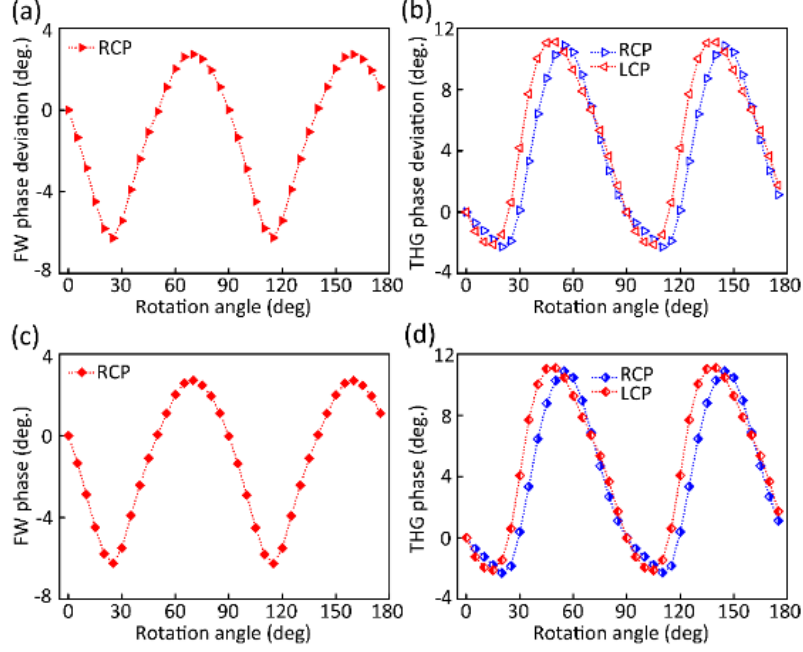 (a)
RCP
FW phase deviation (deg.)
4
0
-4
-8
0 30 60 90 120 150 180
Rotation angle (deg)
(b)
RCP
LCP
THG phase deviation (deg.)
12
8
4
0
-4
0 30 60 90 120 150 180
Rotation angle (deg)
(c)
RCP
FW phase (deg.)
4
0
-4
-8
0 30 60 90 120 150 180
Rotation angle (deg)
(d)
RCP
LCP
THG phase (deg.)
12
8
4
0
-4
0 30 60 90 120 150 180
Rotation angle (deg)